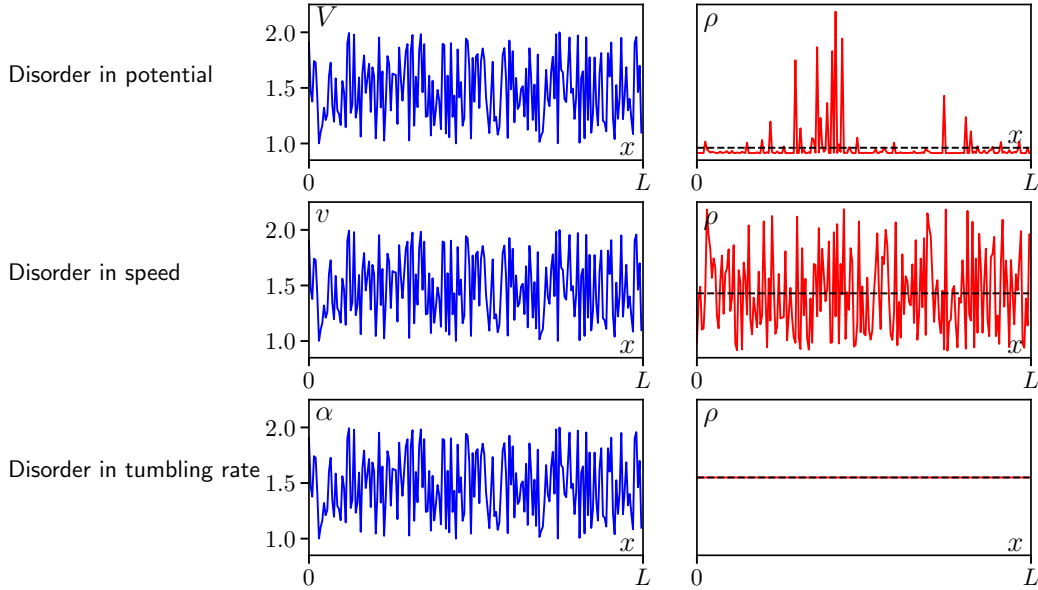 Disorder in potential
V
2.0
1.5
1.0
x
0
L
ρ
x
0
L
Disorder in speed
v
2.0
1.5
1.0
x
0
L
ρ
x
0
L
Disorder in tumbling rate
α
2.0
1.5
1.0
x
0
L
ρ
x
0
L